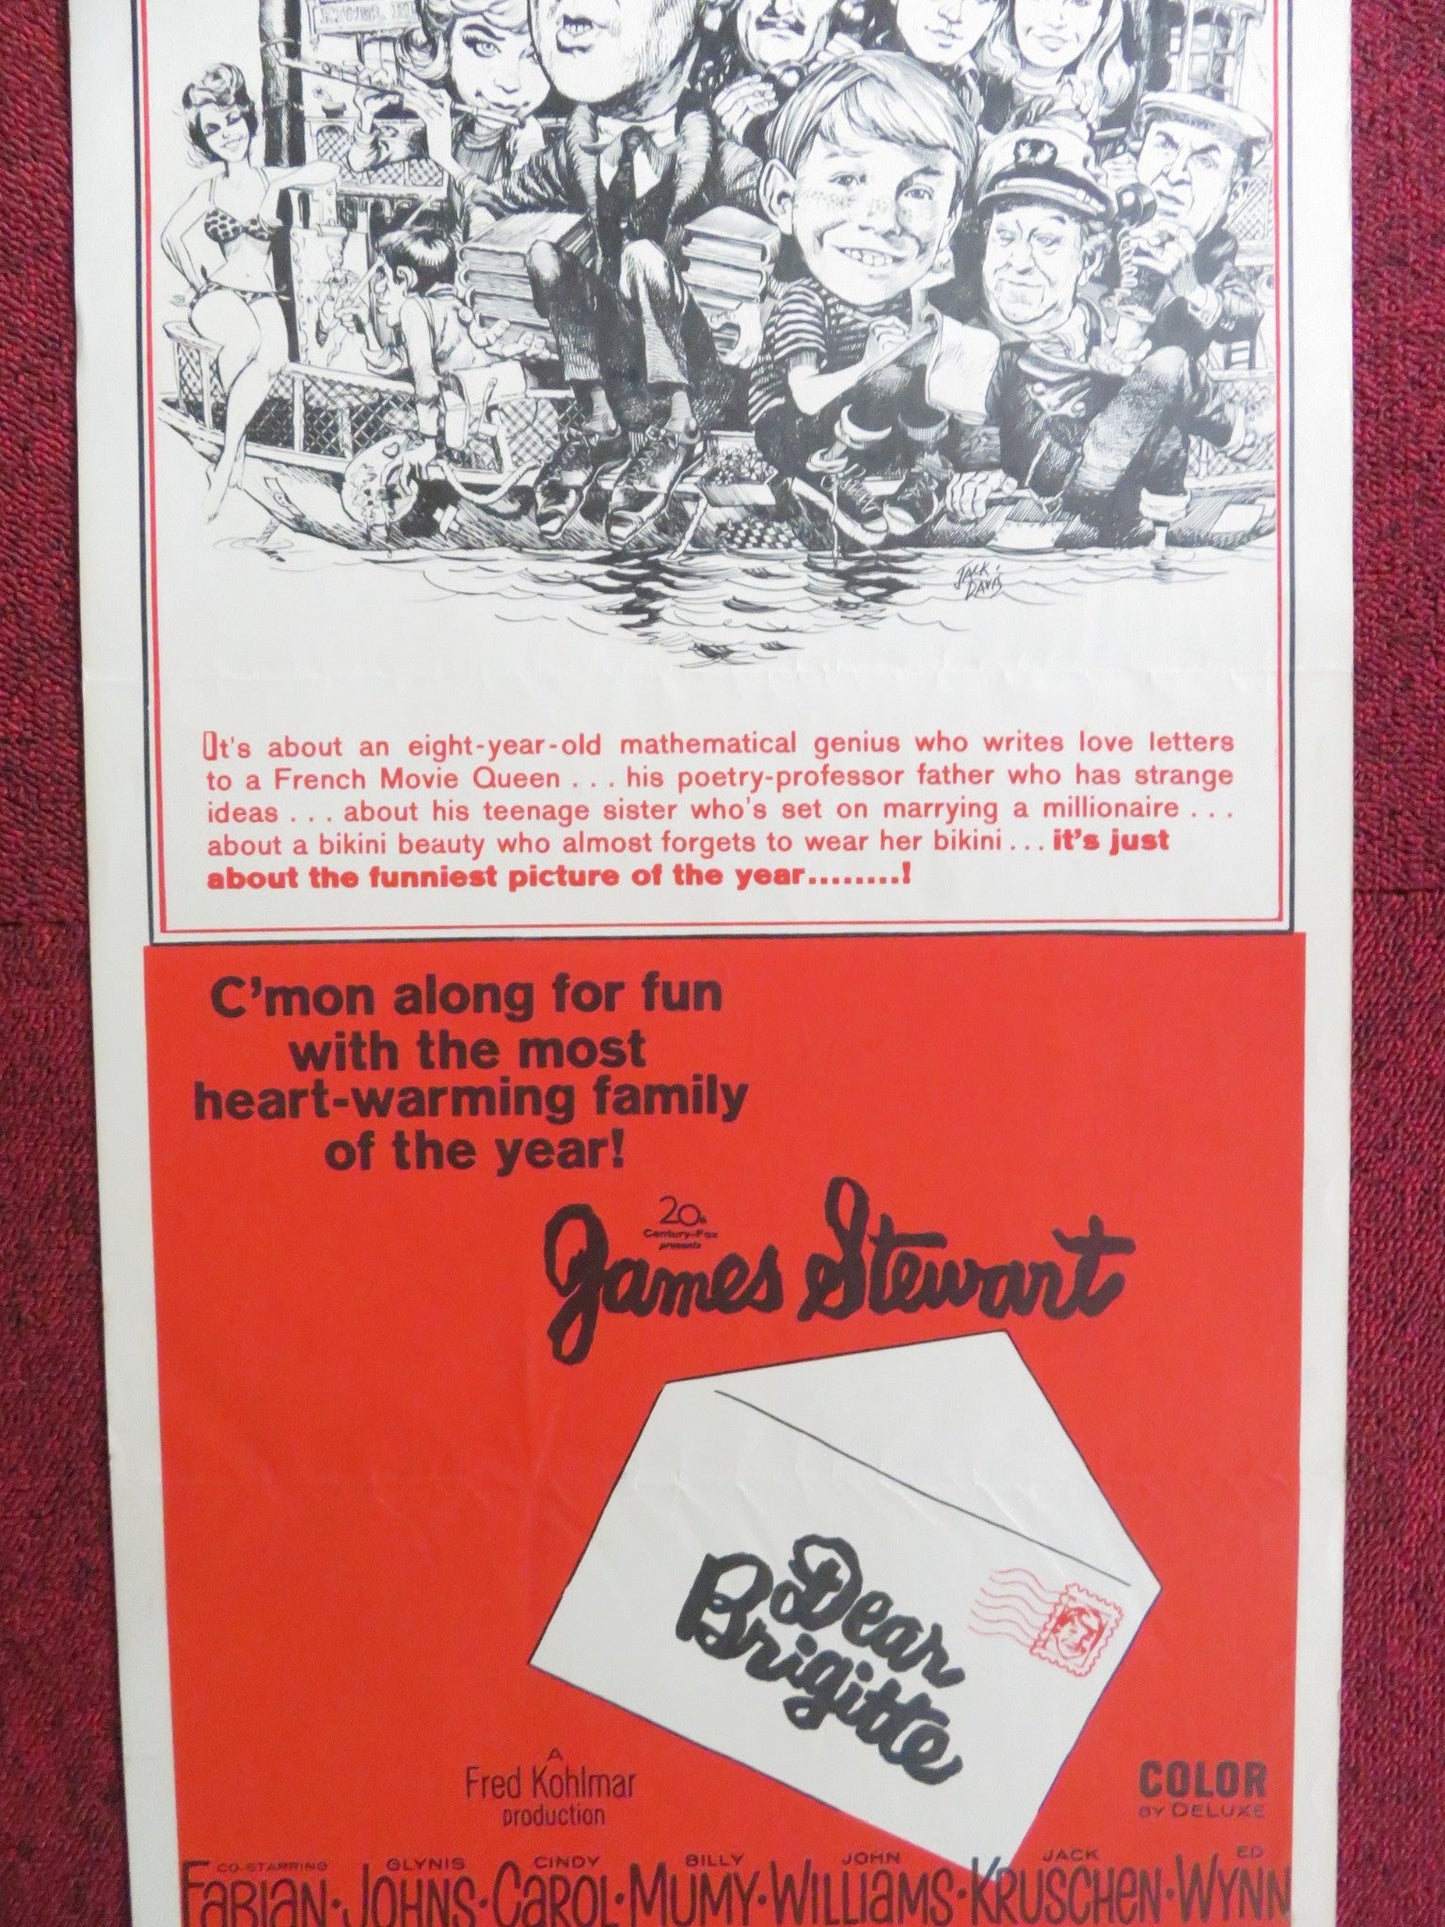 JACK
DAVIS
It's about an eight-year-old mathematical genius who writes love letters
to a French Movie Queen . . . his poetry-professor father who has strange
ideas . . . about his teenage sister who's set on marrying a millionaire . . .
about a bikini beauty who almost forgets to wear her bikini . . . it's just
about the funniest picture of the year........!
C'mon along for fun
with the most
heart-warming family
of the year!
20th
Century-Fox
presents
James Stewart
Dear
Brigitte
A
Fred Kohlmar
production
COLOR
BY DELUXE
CO-STARRING GLYNIS CINDY BILLY JOHN JACK ED
FABIAN · JOHNS · CAROL · MUMY · WILLIAMS · KRUSCHEN · WYNN